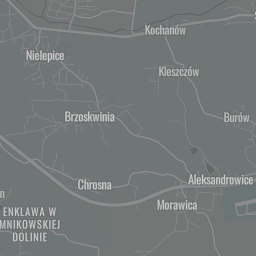 Kochanów
Nielepice
Kleszczów
Brzoskwinia
Burów
Aleksandrowice
Chrosna
Morawica
ENKLAWA W
MNIKOWSKIEJ
DOLINIE